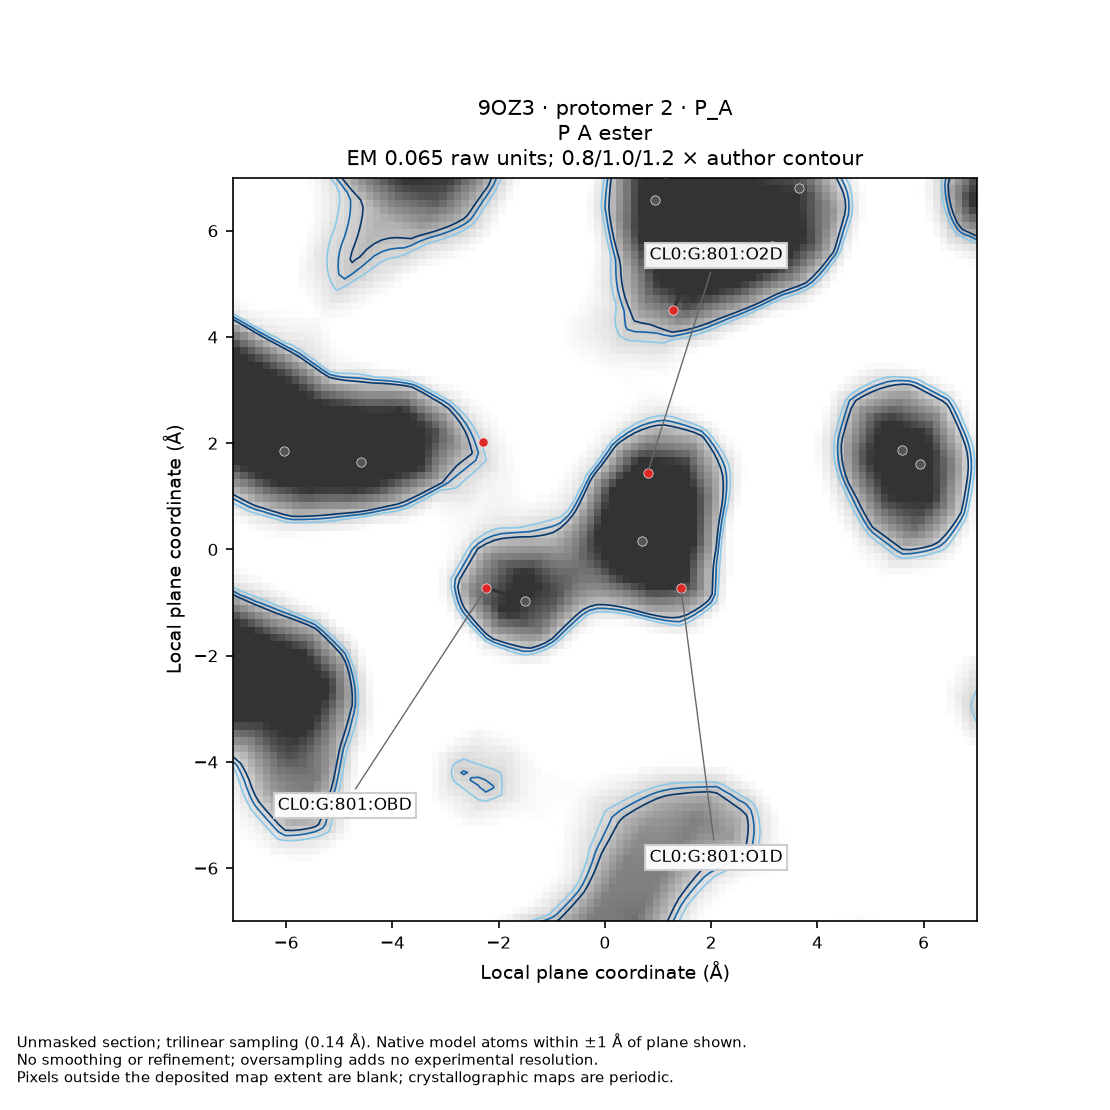 9OZ3 · protomer 2 · P_A
P A ester
EM 0.065 raw units; 0.8/1.0/1.2 × author contour
CL0:G:801:O2D
CL0:G:801:OBD
CL0:G:801:O1D
6
4
2
0
−2
−4
−6
Local plane coordinate (Å)
−6 −4 −2 0 2 4 6
Local plane coordinate (Å)
Unmasked section; trilinear sampling (0.14 Å). Native model atoms within ±1 Å of plane shown.
No smoothing or refinement; oversampling adds no experimental resolution.
Pixels outside the deposited map extent are blank; crystallographic maps are periodic.